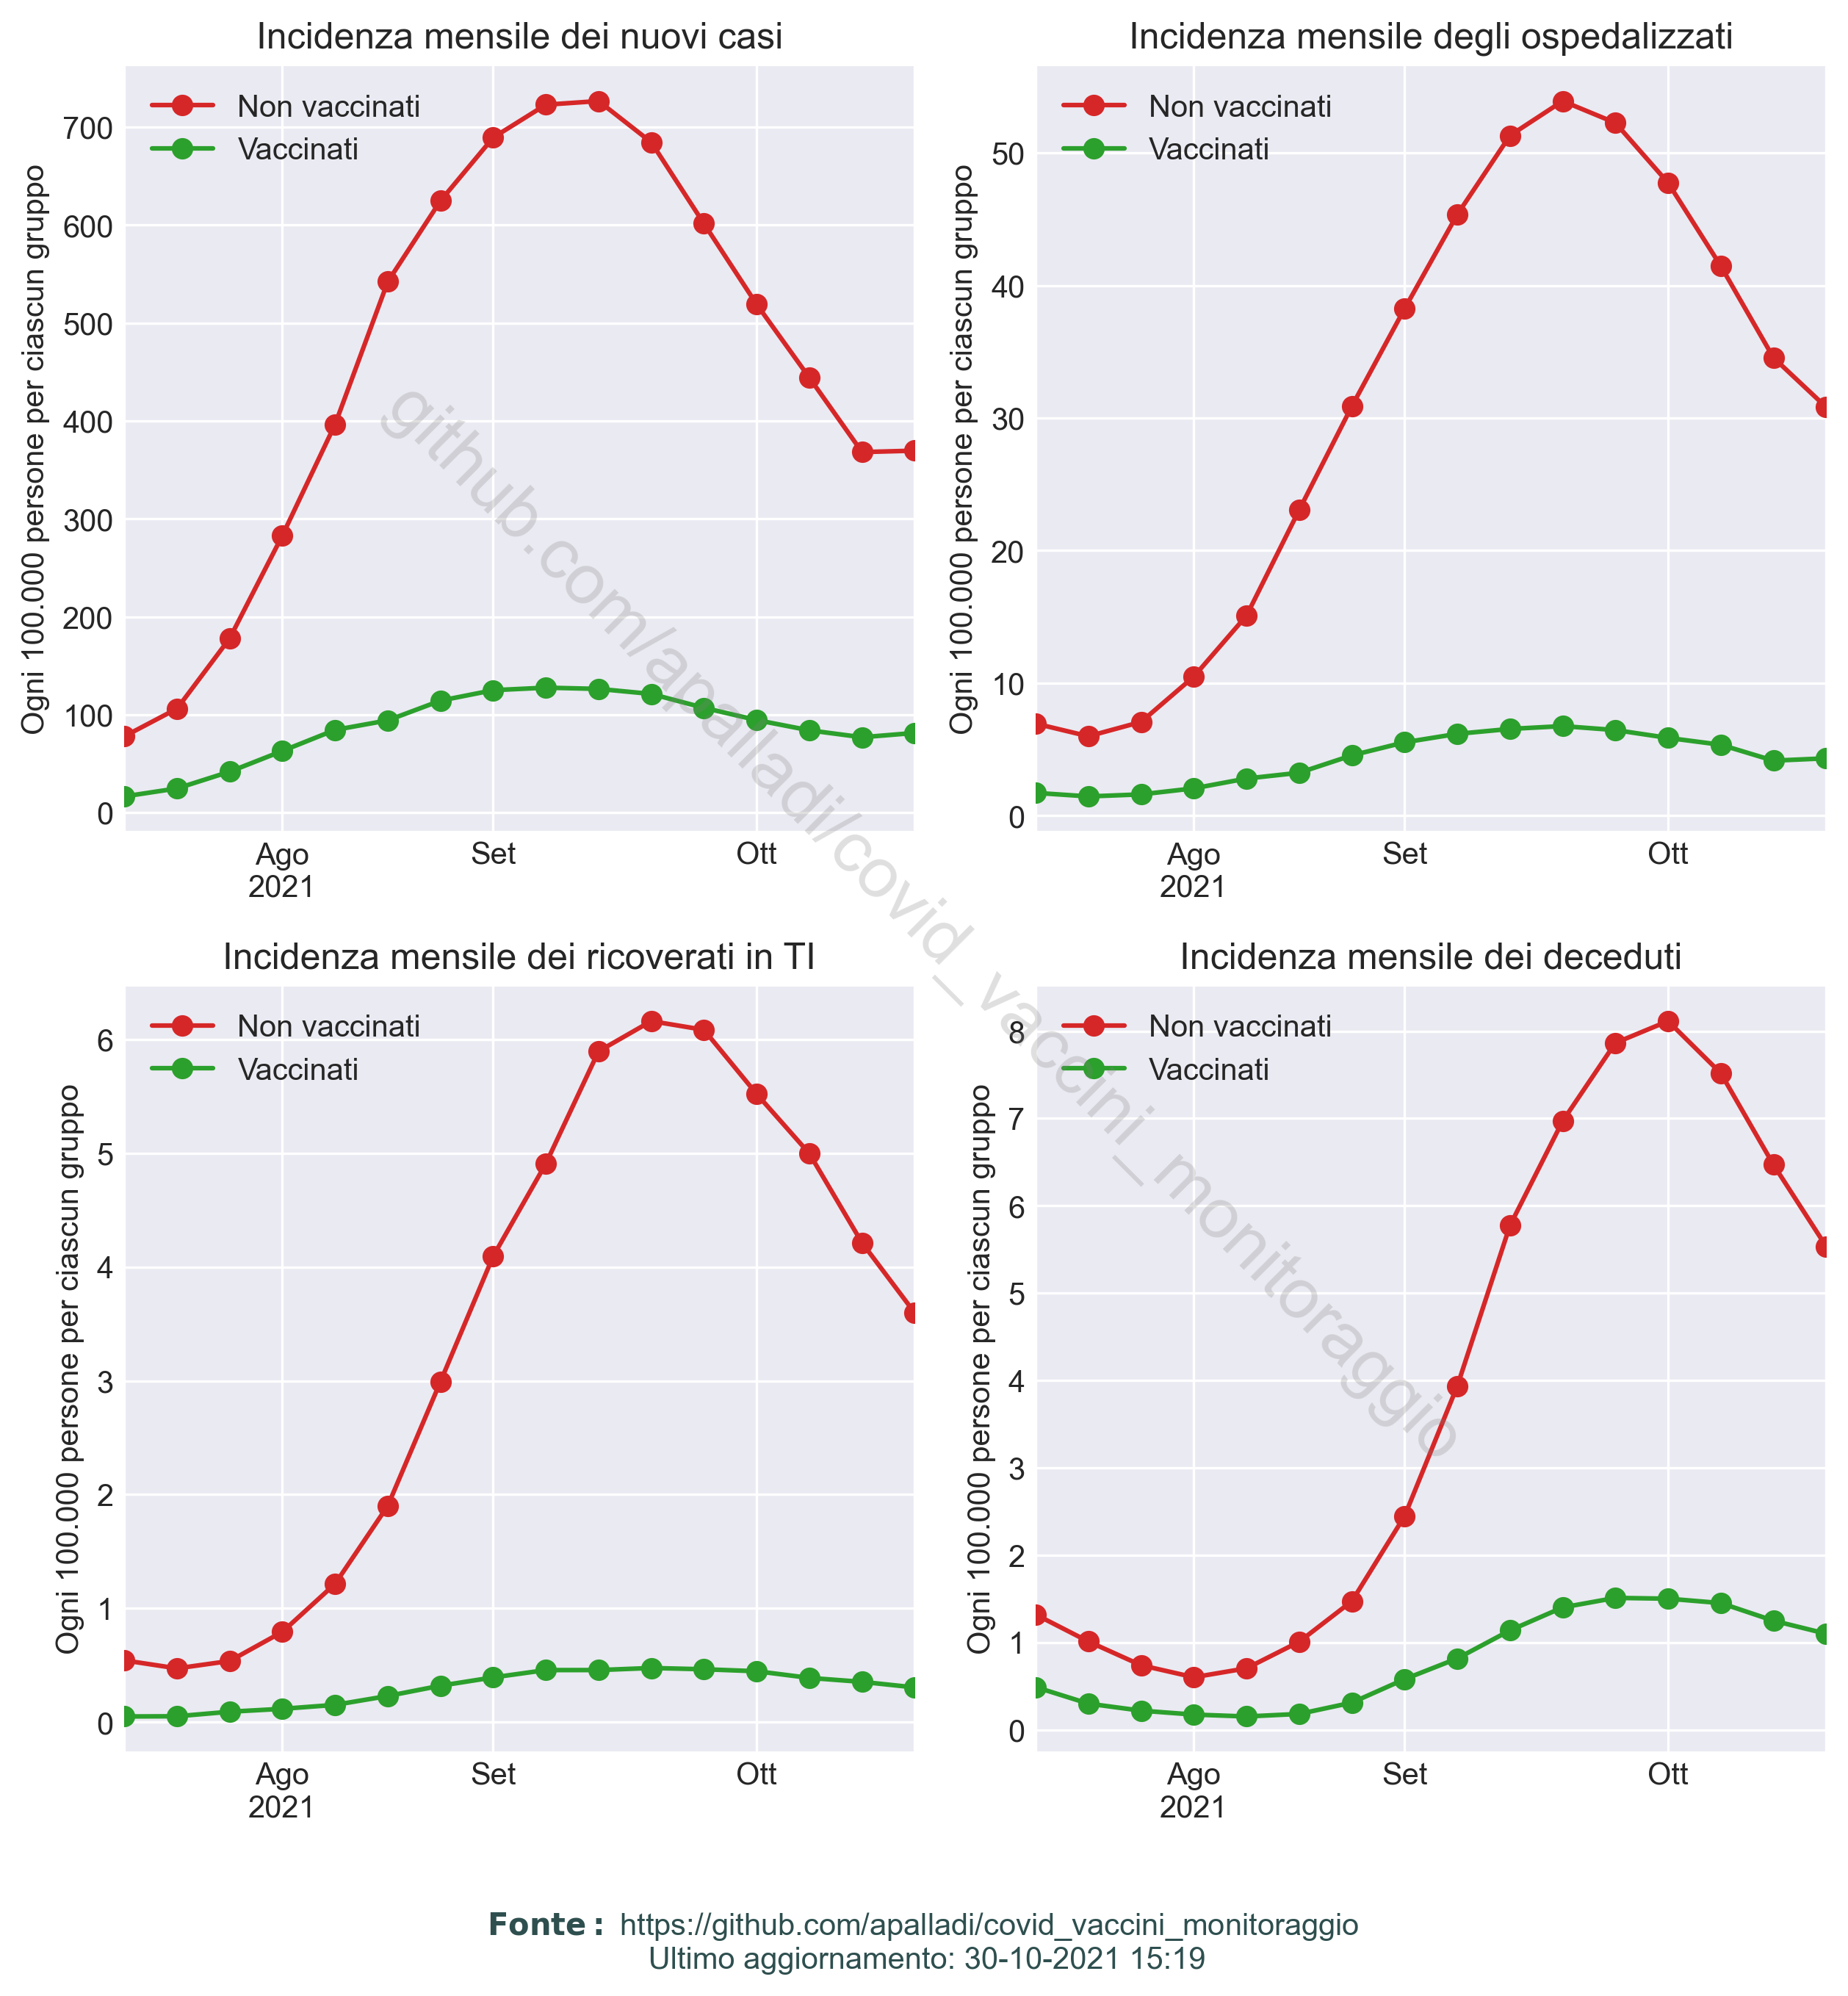 Incidenza mensile dei nuovi casi
Non vaccinati
Vaccinati
Ogni 100.000 persone per ciascun gruppo
700
600
500
400
300
200
100
0
Ago
2021
Set
Ott
Incidenza mensile degli ospedalizzati
Non vaccinati
Vaccinati
Ogni 100.000 persone per ciascun gruppo
50
40
30
20
10
0
Ago
2021
Set
Ott
Incidenza mensile dei ricoverati in TI
Non vaccinati
Vaccinati
Ogni 100.000 persone per ciascun gruppo
6
5
4
3
2
1
0
Ago
2021
Set
Ott
Incidenza mensile dei deceduti
Non vaccinati
Vaccinati
Ogni 100.000 persone per ciascun gruppo
8
7
6
5
4
3
2
1
0
Ago
2021
Set
Ott
github.com/apalladi/covid_vaccini_monitoraggio
Fonte: https://github.com/apalladi/covid_vaccini_monitoraggio
Ultimo aggiornamento: 30-10-2021 15:19